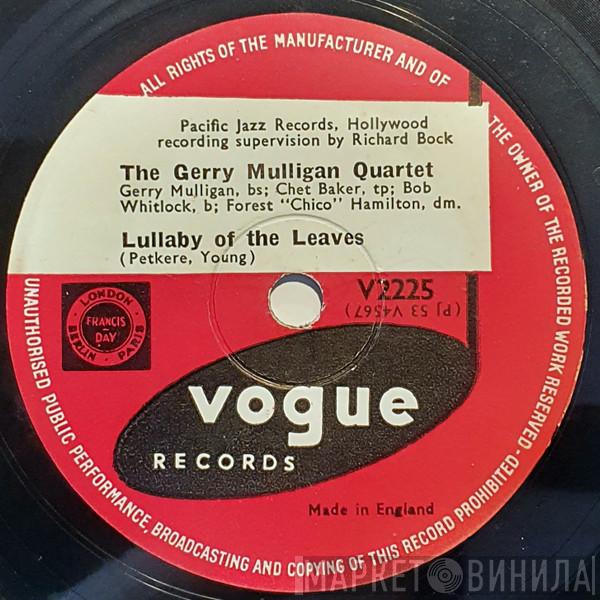 ALL RIGHTS OF THE MANUFACTURER AND OF THE OWNER OF THE RECORDED WORK RESERVED·
UNAUTHORISED PUBLIC PERFORMANCE, BROADCASTING AND COPYING OF THIS RECORD PROHIBITED·
Pacific Jazz Records, Hollywood
recording supervision by Richard Bock
The Gerry Mulligan Quartet
Gerry Mulligan, bs; Chet Baker, tp; Bob
Whitlock, b; Forest "Chico" Hamilton, dm.
Lullaby of the Leaves
(Petkere, Young)
LONDON
FRANCIS
DAY
BERLIN · PARIS
V2225
(PJ 53 V4567)
vogue
RECORDS
Made in England
МАРКЕТ ВИНИЛА